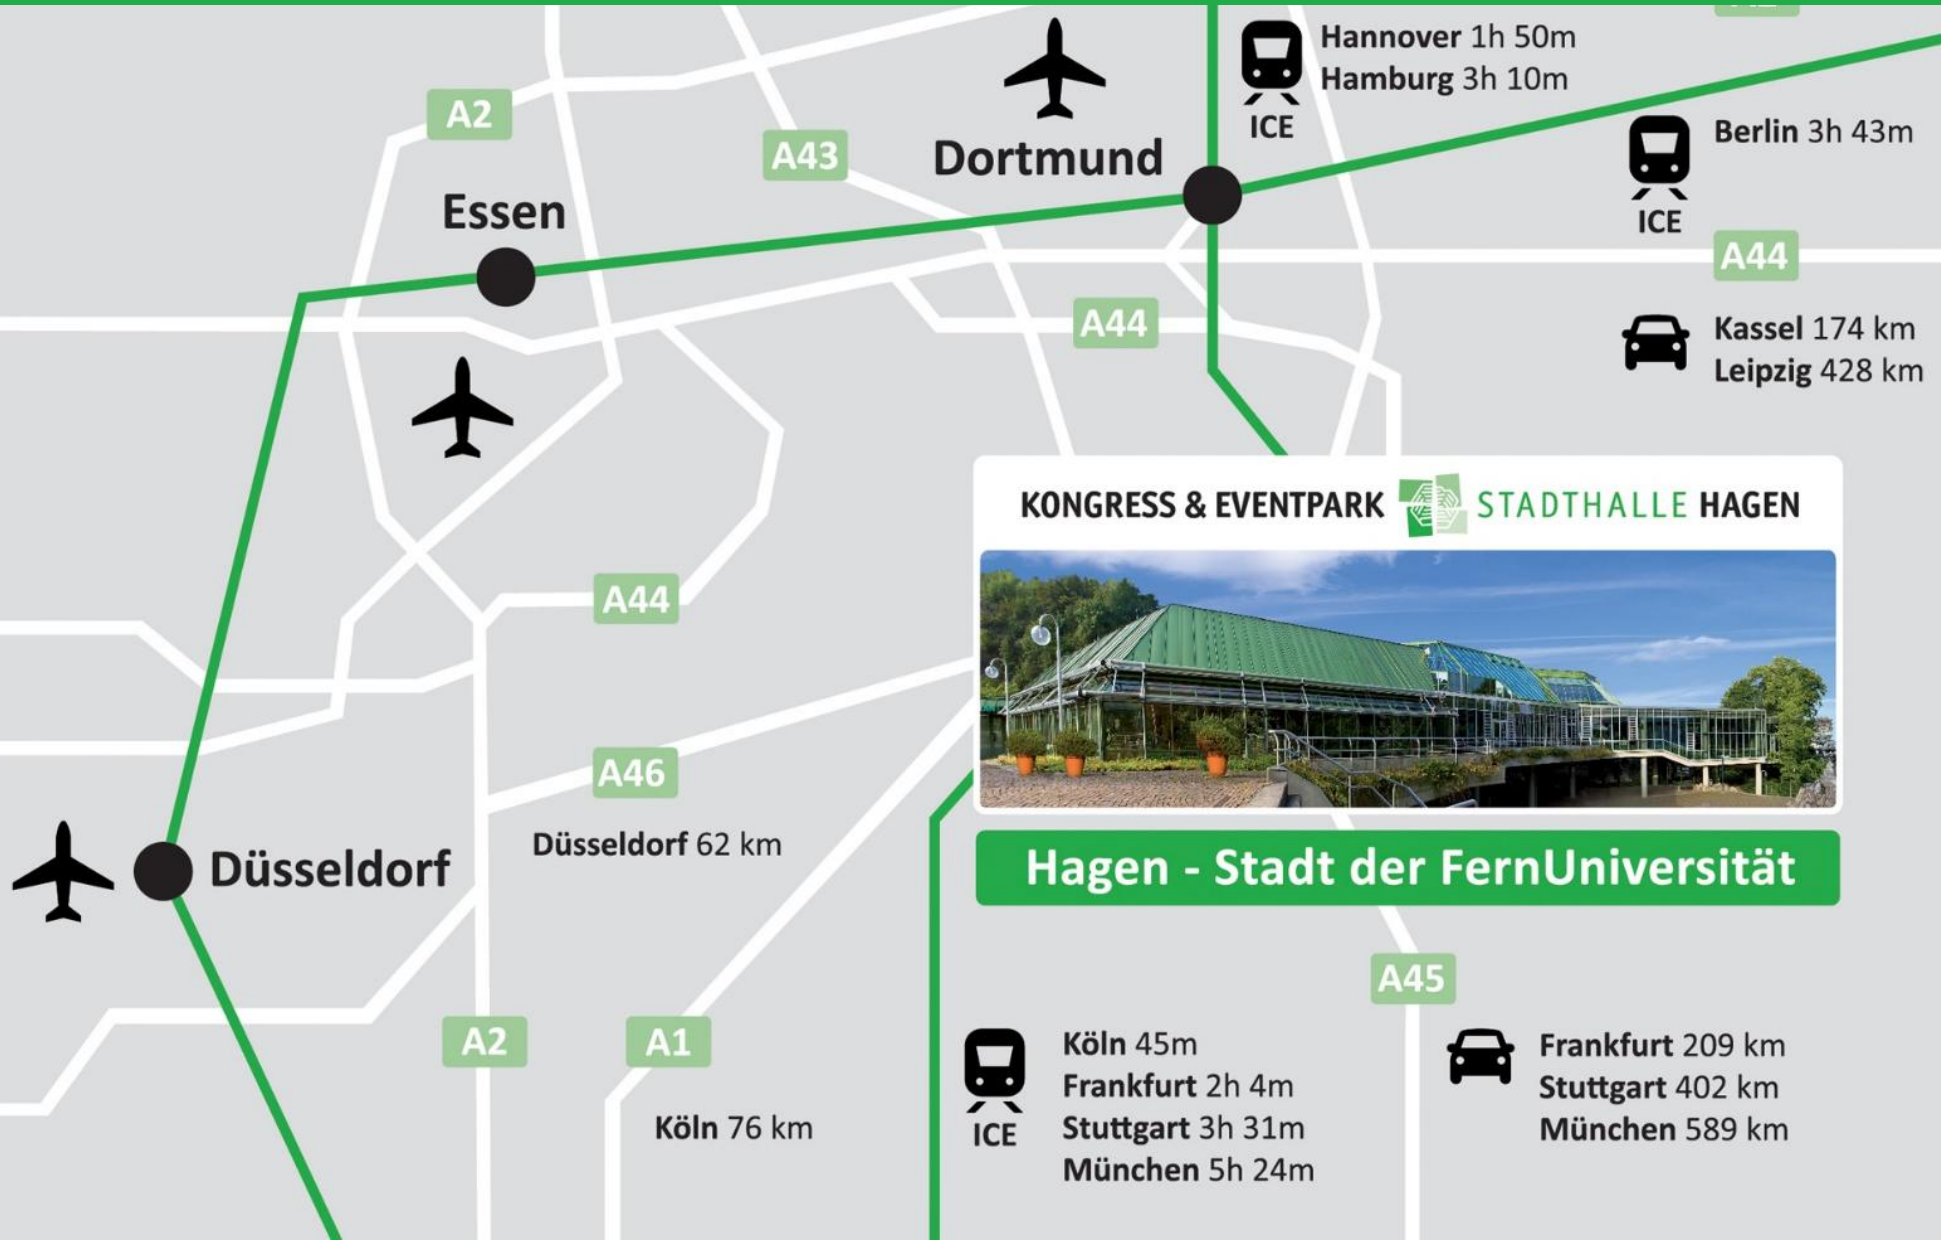 Hannover 1h 50m
Hamburg 3h 10m
ICE
A2
A43
Dortmund
Berlin 3h 43m
ICE
Essen
A44
A44
Kassel 174 km
Leipzig 428 km
KONGRESS & EVENTPARK STADTHALLE HAGEN
A44
A46
Düsseldorf 62 km
Düsseldorf
Hagen - Stadt der FernUniversität
A45
A2
A1
Köln 76 km
ICE
Köln 45m
Frankfurt 2h 4m
Stuttgart 3h 31m
München 5h 24m
Frankfurt 209 km
Stuttgart 402 km
München 589 km